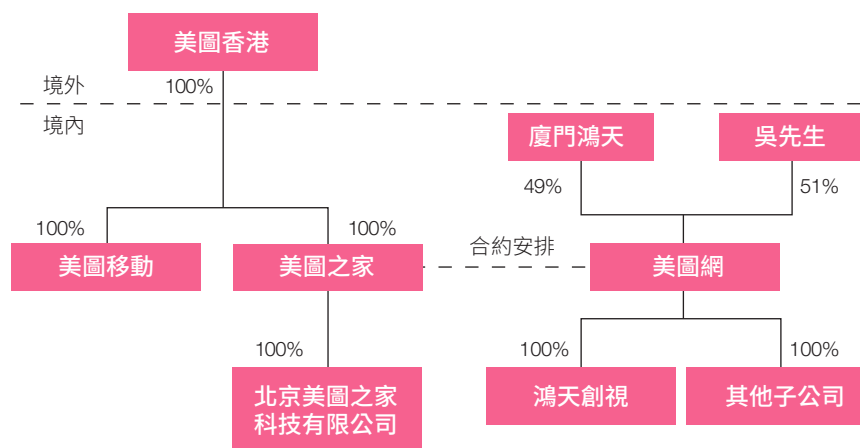 美圖香港
境外
100%
境內
廈門鴻天
吳先生
49%
51%
100%
100%
合約安排
美圖移動
美圖之家
美圖網
100%
100%
100%
北京美圖之家
科技有限公司
鴻天創視
其他子公司